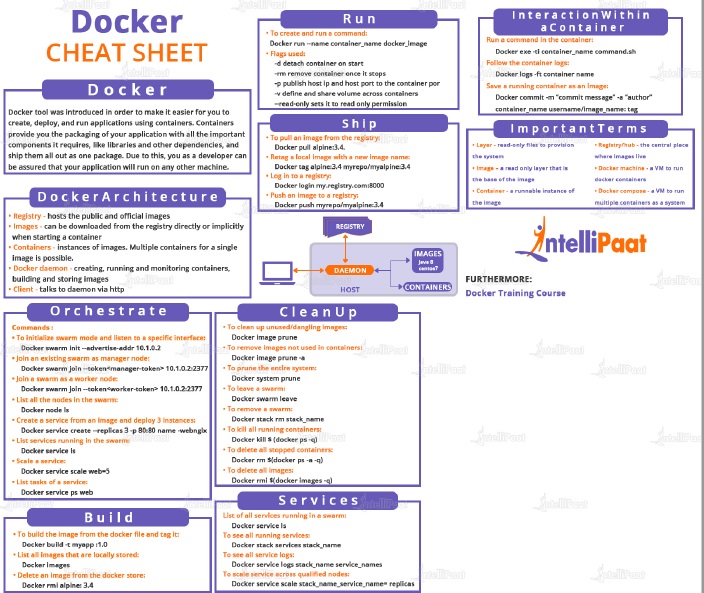 Docker
CHEAT SHEET
Docker
Docker tool was introduced in order to make it easier for you to
create, deploy, and run applications using containers. Containers
provide you the packaging of your application with all the important
components it requires, like libraries and other dependencies, and
ship them all out as one package. Due to this, you as a developer can
be assured that your application will run on any other machine.
DockerArchitecture
• Registry - hosts the public and official images
• Images - can be downloaded from the registry directly or implicitly
when starting a container
• Containers - instances of images. Multiple containers for a single
image is possible.
• Docker daemon - creating, running and monitoring containers,
building and storing images
• Client - talks to daemon via http
Orchestrate
Commands :
• To initialize swarm mode and listen to a specific interface:
Docker swarm init --advertise-addr 10.1.0.2
• Join an existing swarm as manager node:
Docker swarm join --token<manager-token> 10.1.0.2:2377
• Join a swarm as a worker node:
Docker swarm join --token<worker-token> 10.1.0.2:2377
• List all the nodes in the swarm:
Docker node ls
• Create a service from an image and deploy 3 instances:
Docker service create --replicas 3 -p 80:80 name -webngix
• List services running in the swarm:
Docker service ls
• Scale a service:
Docker service scale web=5
• List tasks of a service:
Docker service ps web
Build
• To build the image from the docker file and tag it:
Docker build -t myapp :1.0
• List all images that are locally stored:
Docker images
• Delete an image from the docker store:
Docker rmi alpine: 3.4
Run
• To create and run a command:
Docker run --name container_name docker_image
• Flags used:
-d detach container on start
-rm remove container once it stops
-p publish host ip and host port to the container por
-v define and share volume across containers
--read-only sets it to read only permission
Ship
• To pull an image from the registry:
Docker pull alpine:3.4.
• Retag a local image with a new image name:
Docker tag alpine:3.4 myrepo/myalpine:3.4
• Log in to a registry:
Docker login my.registry.com:8000
• Push an image to a registry:
Docker push myrepo/myalpine:3.4
REGISTRY
DAEMON
IMAGES
Java 8
centos7
CONTAINERS
HOST
CleanUp
• To clean up unused/dangling images:
Docker image prune
• To remove images not used in containers:
Docker image prune -a
• To prune the entire system:
Docker system prune
• To leave a swarm:
Docker swarm leave
• To remove a swarm:
Docker stack rm stack_name
• To kill all running containers:
Docker kill $ (docker ps -q)
• To delete all stopped containers:
Docker rm $(docker ps -a -q)
• To delete all images:
Docker rmi $(docker images -q)
Services
List of all services running in a swarm:
Docker service ls
To see all running services:
Docker stack services stack_name
To see all service logs:
Docker service logs stack_name service_names
To scale service across qualified nodes:
Docker service scale stack_name_service_name= replicas
InteractionWithin
aContainer
Run a command in the container:
Docker exe -ti container_name command.sh
Follow the container logs:
Docker logs -ft container name
Save a running container as an image:
Docker commit -m "commit message" -a "author"
container_name username/image_name: tag
ImportantTerms
• Layer - read-only files to provision
the system
• Image - a read only layer that is
the base of the image
• Container - a runnable instance of
the image
• Registry/hub - the central place
where images live
• Docker machine - a VM to run
docker containers
• Docker compose - a VM to run
multiple containers as a system
IntelliPaat
FURTHERMORE:
Docker Training Course